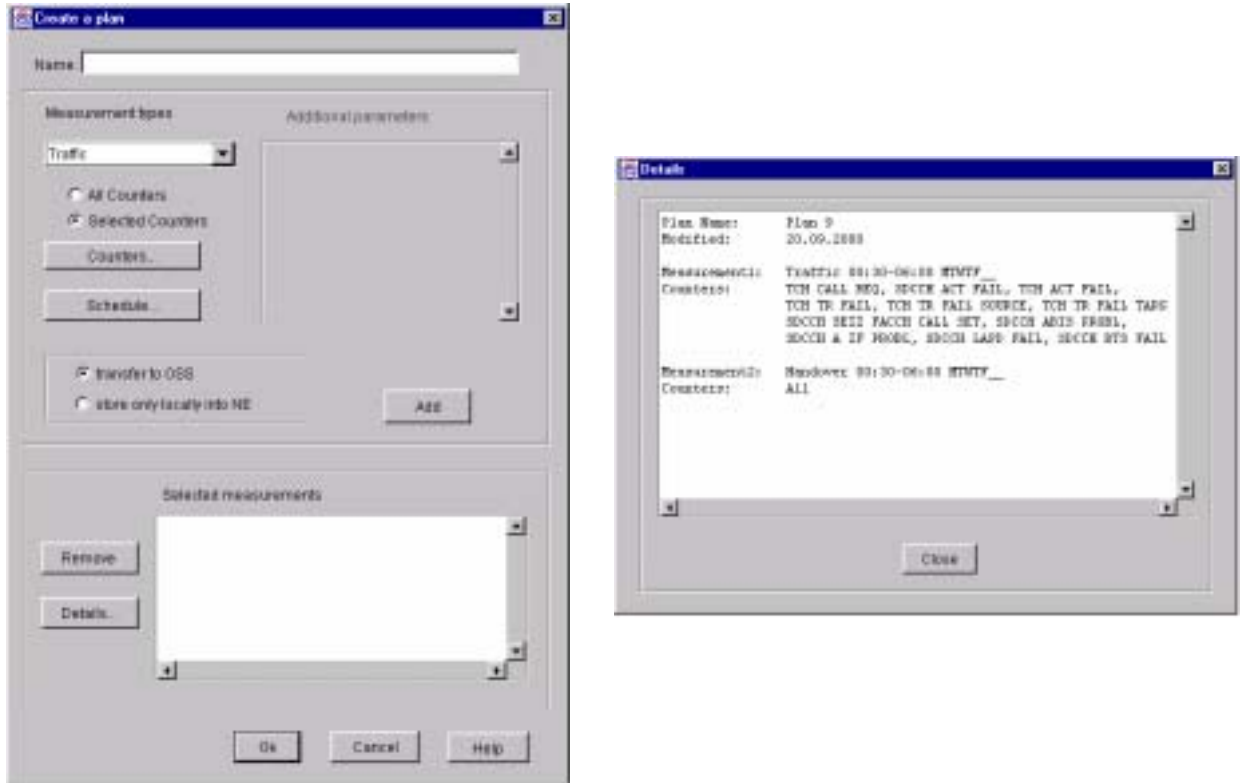 Create a plan
Name
Measurement types
Additional parameters
Traffic
All Counters
Selected Counters
Counters...
Schedule...
transfer to OSS
store only locally into NE
Add
Selected measurements
Remove
Details...
Ok
Cancel
Help
Details
Plan Name: Plan 9
Modified: 20.09.2000
Measurement1: Traffic 00:30-06:00 MTWTF__
Counters: TCH CALL REQ, SDCCH ACT FAIL, TCH ACT FAIL,
TCH TR FAIL, TCH TR FAIL SOURCE, TCH TR FAIL TARG
SDCCH SEIZ FACCH CALL SET, SDCCH ABIS PROBL,
SDCCH A IF PROBL, SDCCH LAPD FAIL, SDCCH BTS FAIL
Measurement2: Handover 00:30-06:00 MTWTF__
Counters: All
Close